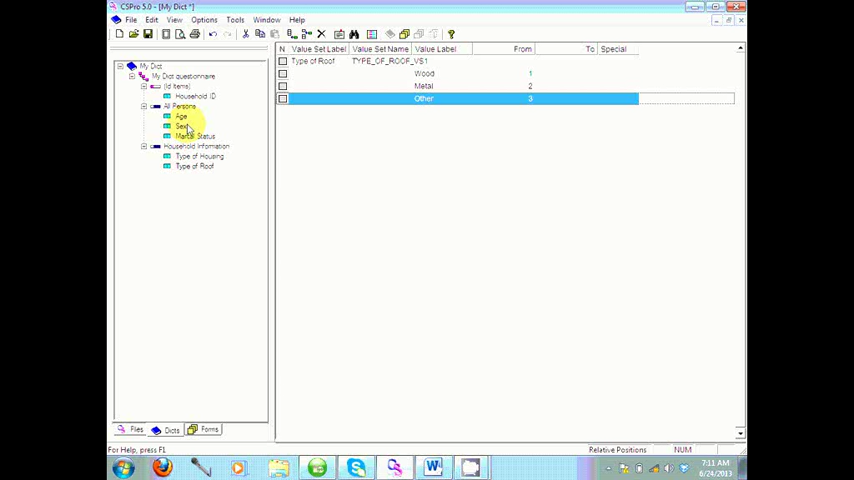 CSPro 5.0 - [My Dict *]
File Edit View Options Tools Window Help
N Value Set Label Value Set Name Value Label From To Special
Type of Roof TYPE_OF_ROOF_VS1
Wood 1
Metal 2
Other 3
My Dict
My Dict questionnaire
(Id Items)
Household ID
All Persons
Age
Sex
Marital Status
Household Information
Type of Housing
Type of Roof
Files Dicts Forms
For Help, press F1
Relative Positions NUM
7:11 AM
6/24/2013